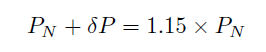 P_N + δP = 1.15 × P_N